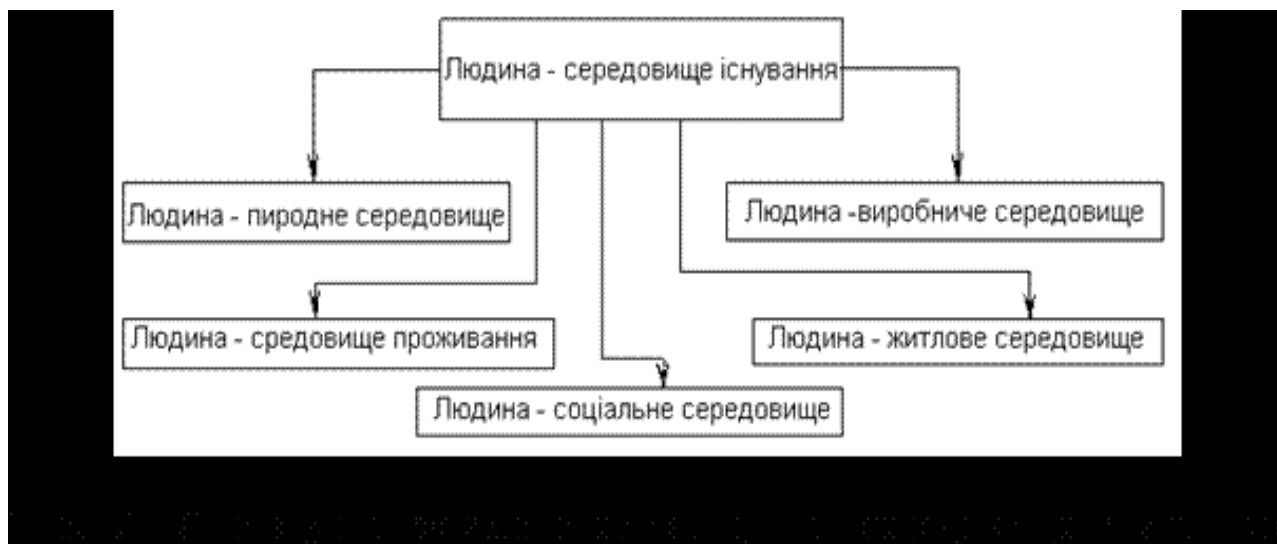 Людина - середовище існування
Людина - пиродне середовище
Людина -виробниче середовище
Людина - средовище проживання
Людина - житлове середовище
Людина - соціальне середовище